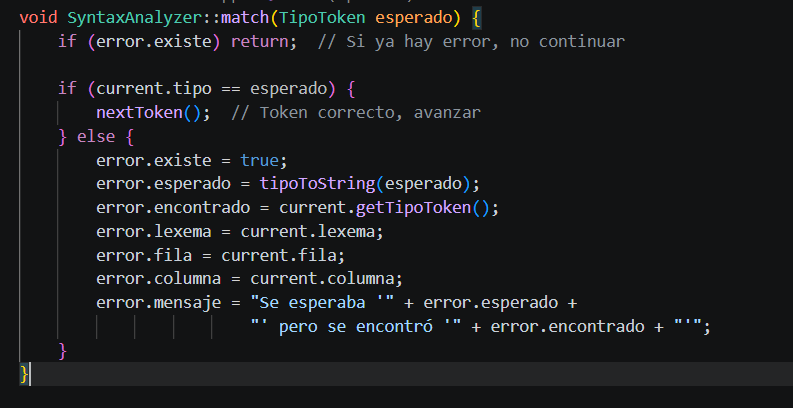 void SyntaxAnalyzer::match(TipoToken esperado) {
if (error.existe) return;  // Si ya hay error, no continuar
if (current.tipo == esperado) {
nextToken();  // Token correcto, avanzar
} else {
error.existe = true;
error.esperado = tipoToString(esperado);
error.encontrado = current.getTipoToken();
error.lexema = current.lexema;
error.fila = current.fila;
error.columna = current.columna;
error.mensaje = "Se esperaba '" + error.esperado +
"' pero se encontró '" + error.encontrado + "'";
}
}